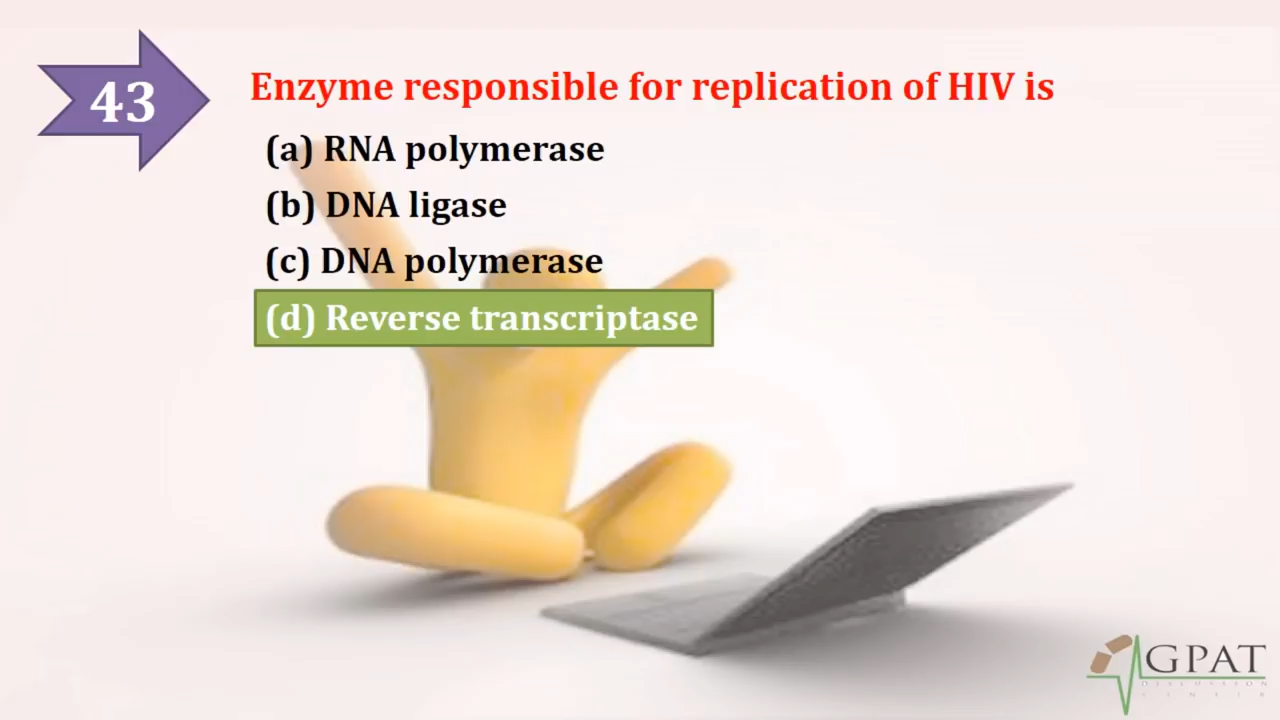 43
Enzyme responsible for replication of HIV is
(a) RNA polymerase
(b) DNA ligase
(c) DNA polymerase
(d) Reverse transcriptase
GPAT